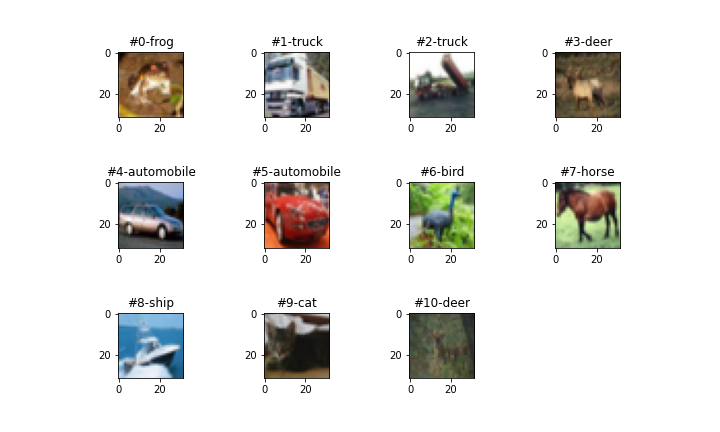 #0-frog #1-truck #2-truck #3-deer
0 0 0 0
20 20 20 20
0 20 0 20 0 20 0 20
#4-automobile #5-automobile #6-bird #7-horse
0 0 0 0
20 20 20 20
0 20 0 20 0 20 0 20
#8-ship #9-cat #10-deer
0 0 0
20 20 20
0 20 0 20 0 20